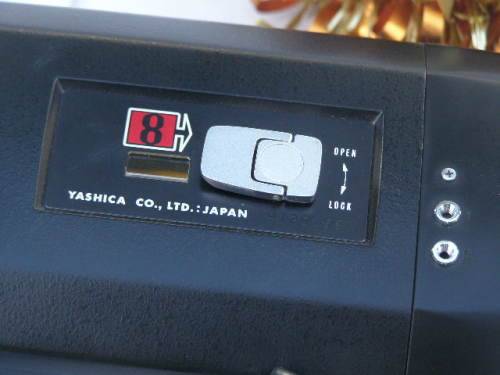 8
OPEN
LOCK
YASHICA CO., LTD.: JAPAN